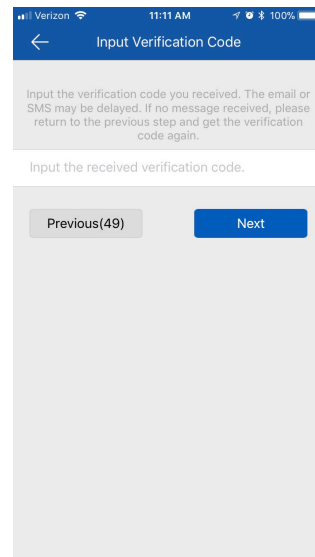 Verizon 11:11 AM 100%
Input Verification Code
Input the verification code you received. The email or
SMS may be delayed. If no message received, please
return to the previous step and get the verification
code again.
Input the received verification code.
Previous(49) Next